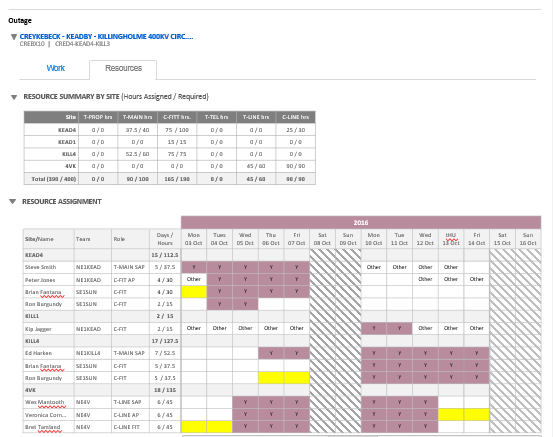 Outage
CREYKEBECK - KEADBY - KILLINGHOLME 400KV CIRC....
CREBX10 | CRED4-KEAD4-KILL3
Work Resources
RESOURCE SUMMARY BY SITE (Hours Assigned / Required)
Site T-PROP hrs T-MAIN hrs C-FITT. hrs T-TEL hrs T-LINE hrs C-LINE hrs
KEAD4 0 / 0 37.5 / 40 75 / 100 0 / 0 0 / 0 25 / 30
KEAD1 0 / 0 0 / 0 15 / 15 0 / 0 0 / 0 0 / 0
KILL4 0 / 0 52.5 / 60 75 / 75 0 / 0 0 / 0 0 / 0
4VK 0 / 0 0 / 0 0 / 0 0 / 0 45 / 60 90 / 90
Total (390 / 400) 0 / 0 90 / 100 165 / 190 0 / 0 45 / 60 90 / 90
RESOURCE ASSIGNMENT
2016
Site/Name Team Role Days / Hours Mon 03 Oct Tues 04 Oct Wed 05 Oct Thu 06 Oct Fri 07 Oct Sat 08 Oct Sun 09 Oct Mon 10 Oct Tue 11 Oct Wed 12 Oct tHU 13 Oct Fri 14 Oct Sat 15 Oct Sun 16 Oct
KEAD4 15 / 112.5
Steve Smith NE1KEAD T-MAIN SAP 5 / 37.5 Y Y Y Y Y Other Other Other Other
Peter Jones NE1KEAD C-FIT AP 4 / 30 Other Y Y Y Y Other Other Other
Brian Fantana SE1SUN C-FIT 4 / 30 Y Y Y Y
Ron Burgundy SE1SUN C-FIT 2 / 15 Y Y
KILL1 2 / 15
Kip Jagger NE1KEAD C-FIT 2 / 15 Other Other Other Other Other Y Y Other Other Other
KILL4 17 / 127.5
Ed Harken NE1KILL4 T-MAIN SAP 7 / 52.5 Y Y Y Y Y Y Y
Brian Fantana SE1SUN C-FIT 5 / 37.5 Y Y Y Y Y
Ron Burgundy SE1SUN C-FIT 5 / 37.5 Y Y Y Y Y
4VK 18 / 135
Wes Mantooth NE4V T-LINE SAP 6 / 45 Y Y Y Y Y Y
Veronica Corn... NE4V C-LINE AP 6 / 45 Y Y Y Y Y Y
Bret Tamland NE4V C-LINE FIT 6 / 45 Y Y Y Y Y Y